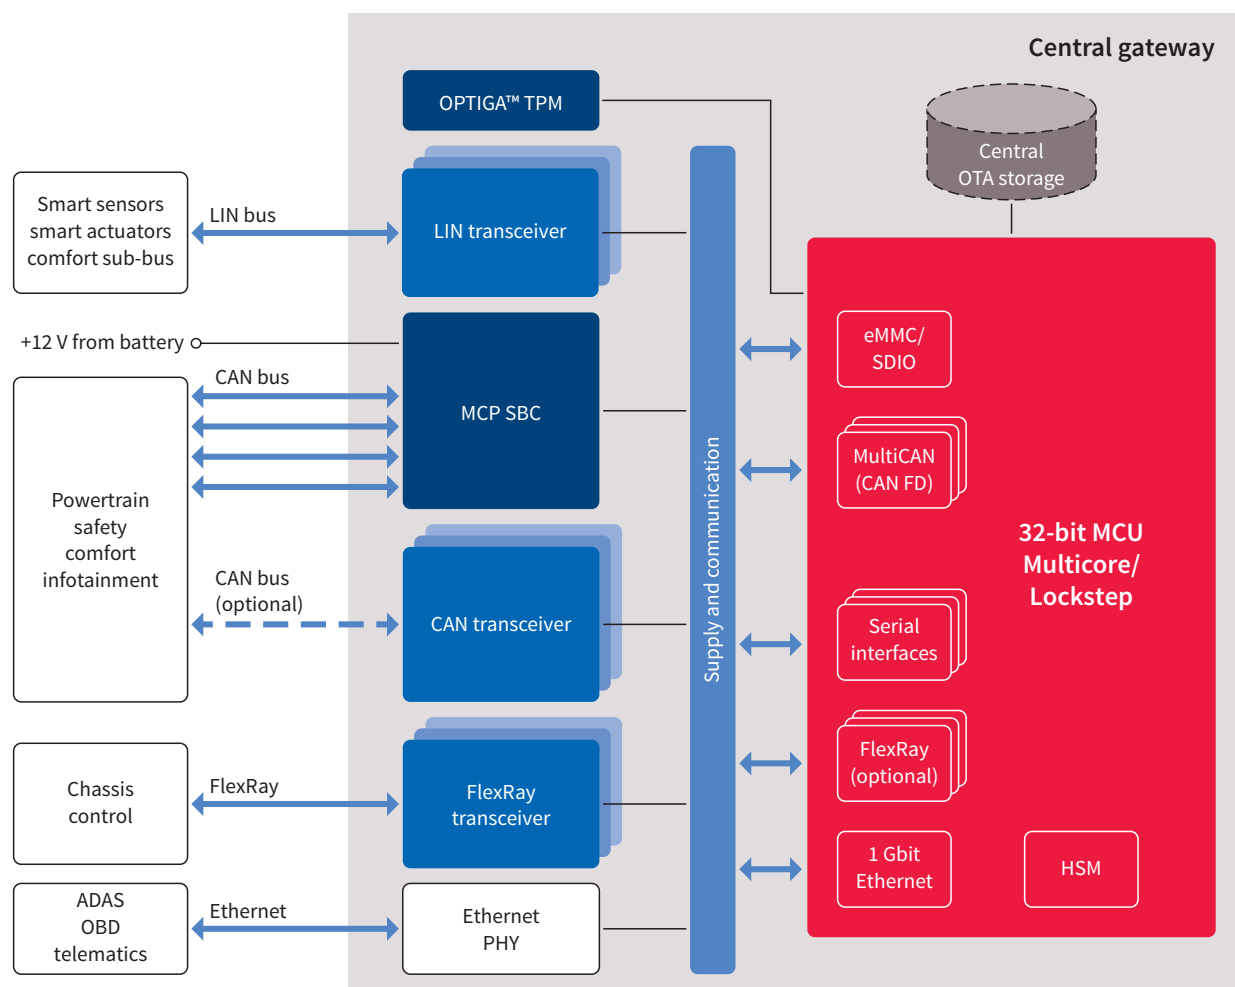 Central gateway
OPTIGA™ TPM
Central
OTA storage
Smart sensors
smart actuators
comfort sub-bus
LIN bus
LIN transceiver
+12 V from battery
CAN bus
MCP SBC
Powertrain
safety
comfort
infotainment
CAN bus
(optional)
CAN transceiver
Chassis
control
FlexRay
FlexRay
transceiver
ADAS
OBD
telematics
Ethernet
Ethernet
PHY
Supply and communication
eMMC/
SDIO
MultiCAN
(CAN FD)
32-bit MCU
Multicore/
Lockstep
Serial
interfaces
FlexRay
(optional)
1 Gbit
Ethernet
HSM